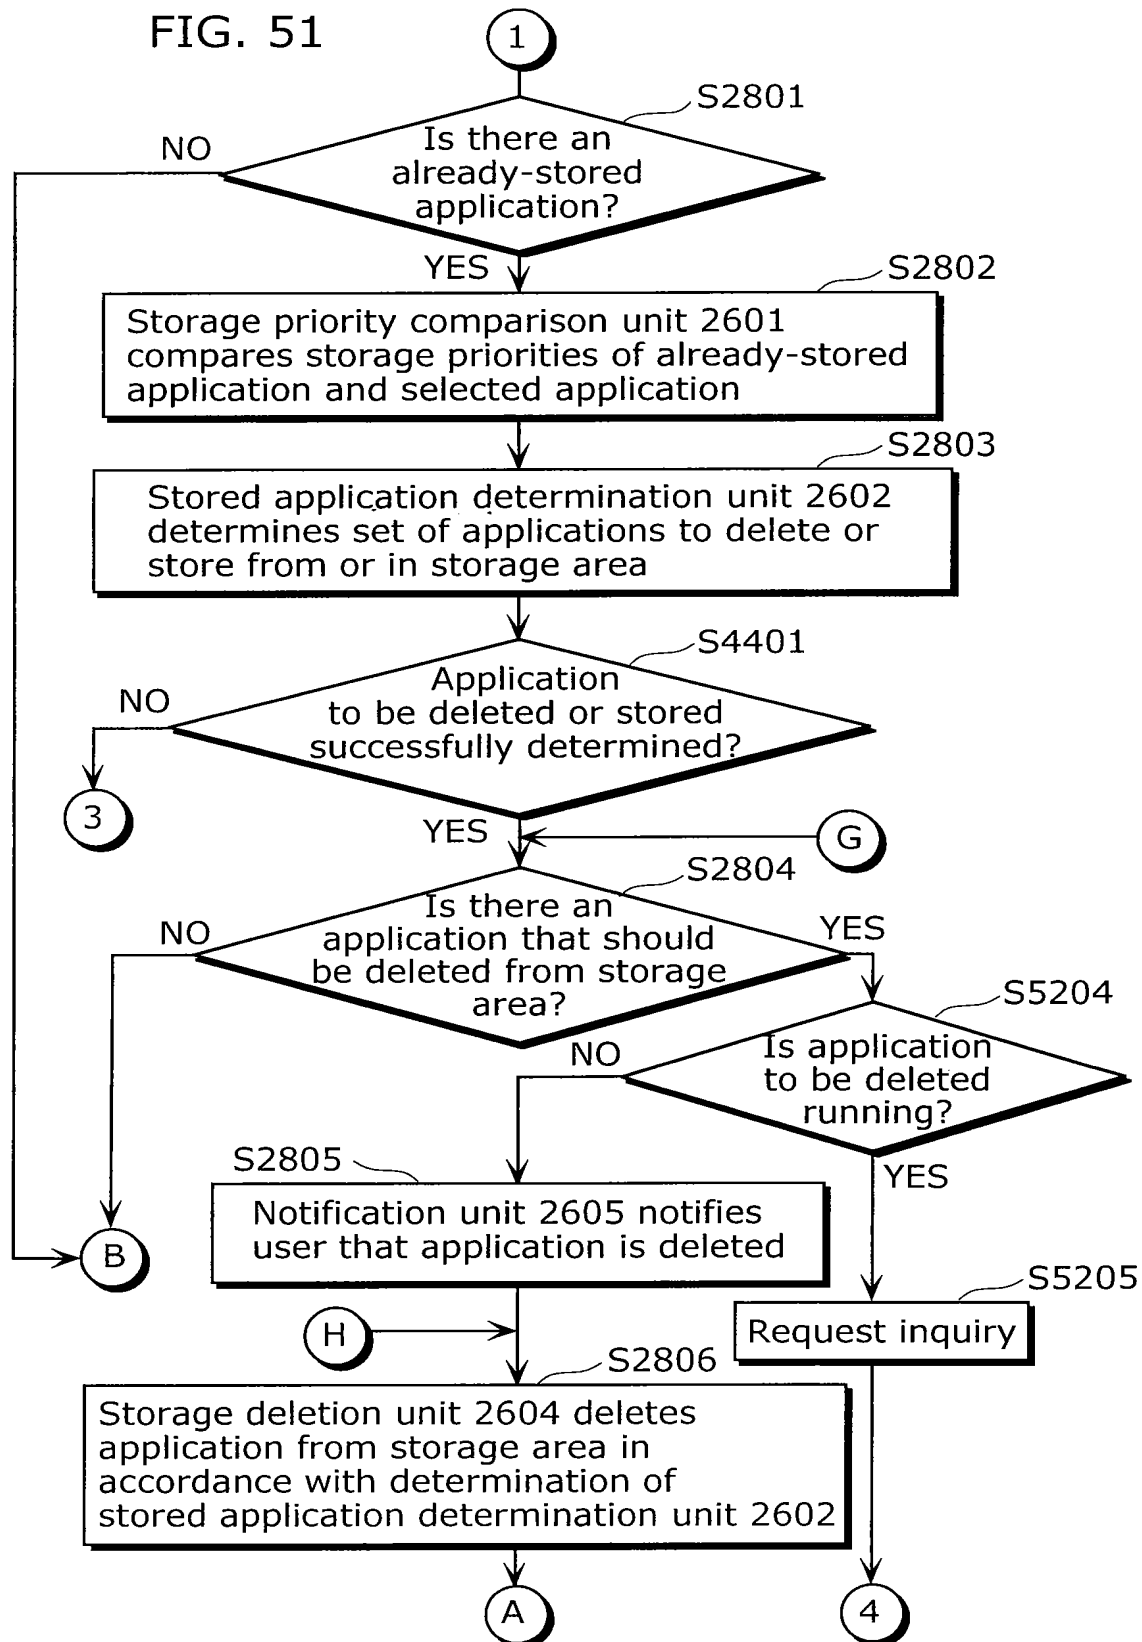 FIG. 51
1
S2801
Is there an
already-stored
application?
NO
YES
S2802
Storage priority comparison unit 2601
compares storage priorities of already-stored
application and selected application
S2803
Stored application determination unit 2602
determines set of applications to delete or
store from or in storage area
S4401
Application
to be deleted or stored
successfully determined?
NO
3
YES
G
S2804
Is there an
application that should
be deleted from storage
area?
NO
YES
S5204
Is application
to be deleted
running?
NO
YES
S2805
Notification unit 2605 notifies
user that application is deleted
B
S5205
Request inquiry
H
S2806
Storage deletion unit 2604 deletes
application from storage area in
accordance with determination of
stored application determination unit 2602
A
4